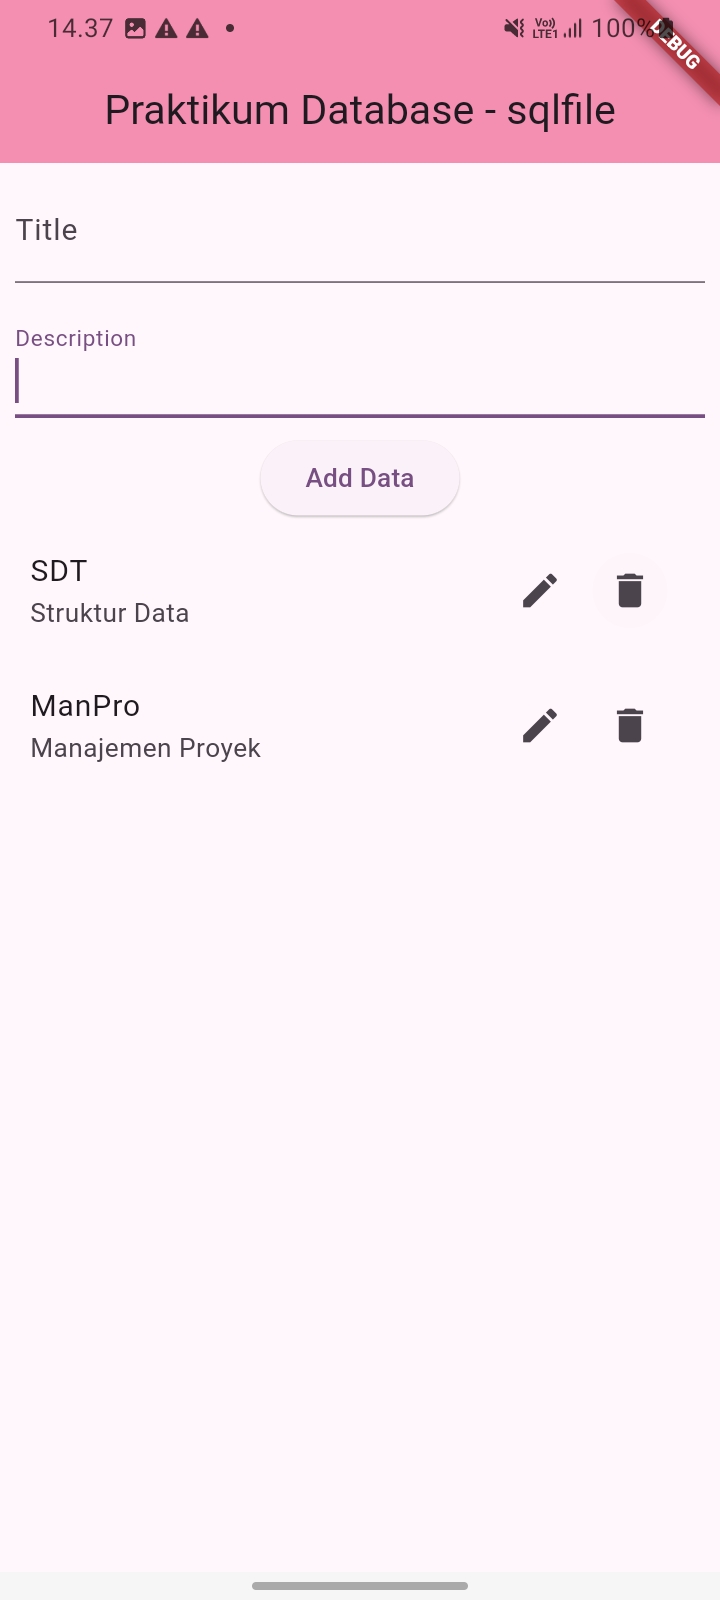 14.37
Vo)) LTE1 100%
DEBUG
Praktikum Database - sqlfile
Title
Description
Add Data
SDT
Struktur Data
ManPro
Manajemen Proyek